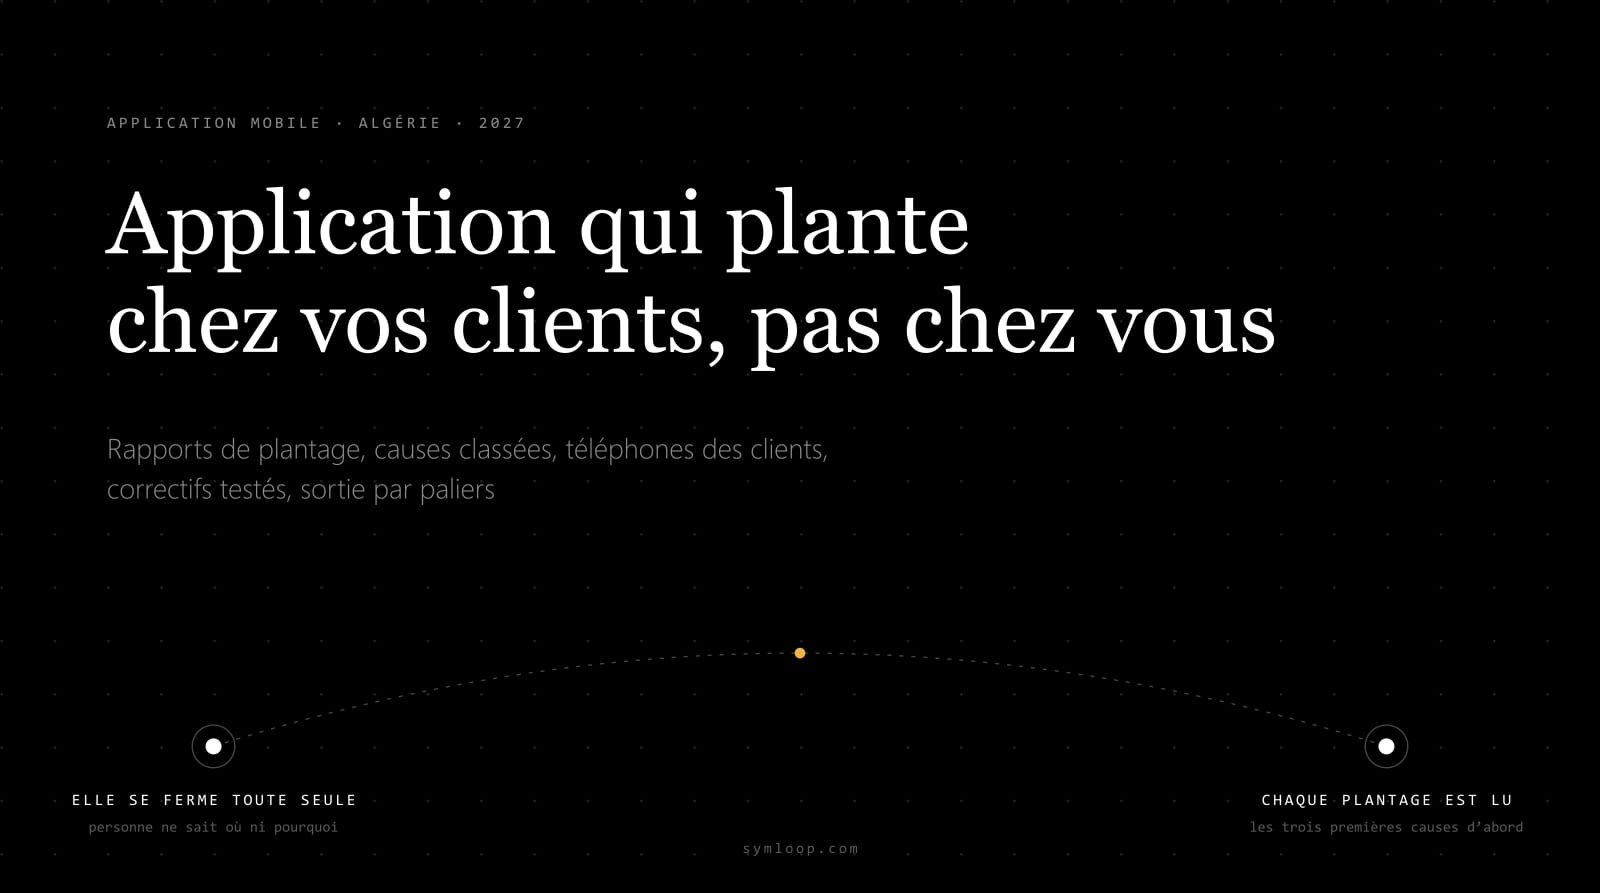 APPLICATION MOBILE · ALGÉRIE · 2027
Application qui plante
chez vos clients, pas chez vous
Rapports de plantage, causes classées, téléphones des clients,
correctifs testés, sortie par paliers
ELLE SE FERME TOUTE SEULE
personne ne sait où ni pourquoi
CHAQUE PLANTAGE EST LU
les trois premières causes d’abord
symloop.com